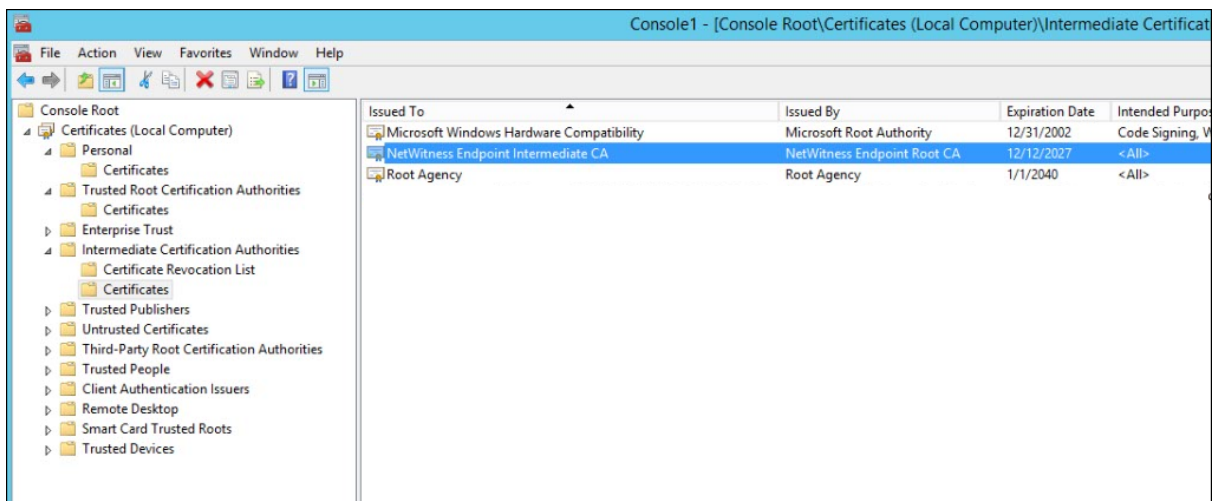 Console1 - [Console Root\Certificates (Local Computer)\Intermediate Certificat
File Action View Favorites Window Help
Console Root
Certificates (Local Computer)
Personal
Certificates
Trusted Root Certification Authorities
Certificates
Enterprise Trust
Intermediate Certification Authorities
Certificate Revocation List
Certificates
Trusted Publishers
Untrusted Certificates
Third-Party Root Certification Authorities
Trusted People
Client Authentication Issuers
Remote Desktop
Smart Card Trusted Roots
Trusted Devices
Issued To Issued By Expiration Date Intended Purpos
Microsoft Windows Hardware Compatibility Microsoft Root Authority 12/31/2002 Code Signing, W
NetWitness Endpoint Intermediate CA NetWitness Endpoint Root CA 12/12/2027 <All>
Root Agency Root Agency 1/1/2040 <All>